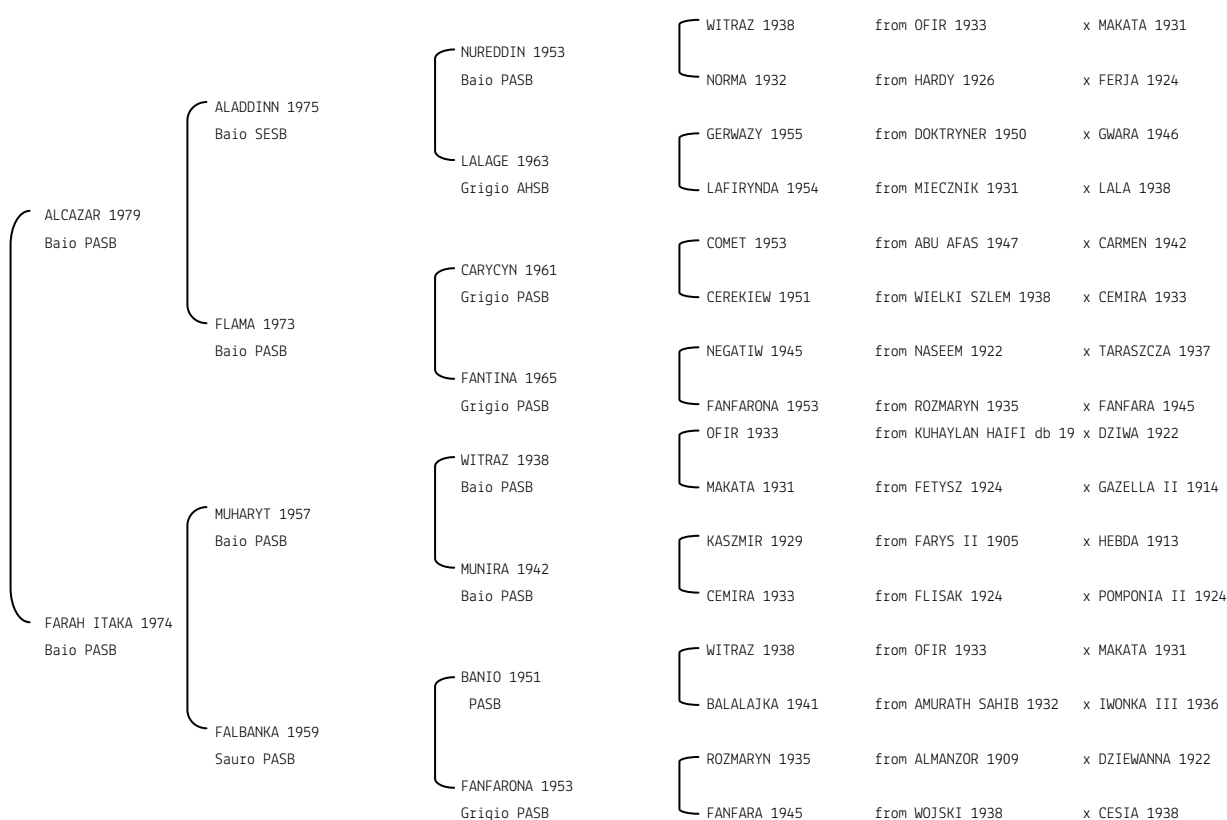 WITRAZ 1938 from OFIR 1933 x MAKATA 1931
NUREDDIN 1953
Baio PASB NORMA 1932 from HARDY 1926 x FERJA 1924
ALADDINN 1975
Baio SESB GERWAZY 1955 from DOKTRYNER 1950 x GWARA 1946
LALAGE 1963
Grigio AHSB LAFIRYNDA 1954 from MIECZNIK 1931 x LALA 1938
ALCAZAR 1979
Baio PASB COMET 1953 from ABU AFAS 1947 x CARMEN 1942
CARYCYN 1961
Grigio PASB CEREKIEW 1951 from WIELKI SZLEM 1938 x CEMIRA 1933
FLAMA 1973
Baio PASB NEGATIW 1945 from NASEEM 1922 x TARASZCZA 1937
FANTINA 1965
Grigio PASB FANFARONA 1953 from ROZMARYN 1935 x FANFARA 1945
OFIR 1933 from KUHAYLAN HAIFI db 19 x DZIWA 1922
WITRAZ 1938
Baio PASB MAKATA 1931 from FETYSZ 1924 x GAZELLA II 1914
MUHARYT 1957
Baio PASB KASZMIR 1929 from FARYS II 1905 x HEBDA 1913
MUNIRA 1942
Baio PASB CEMIRA 1933 from FLISAK 1924 x POMPONIA II 1924
FARAH ITAKA 1974
Baio PASB WITRAZ 1938 from OFIR 1933 x MAKATA 1931
BANIO 1951
PASB BALALAJKA 1941 from AMURATH SAHIB 1932 x IWONKA III 1936
FALBANKA 1959
Sauro PASB ROZMARYN 1935 from ALMANZOR 1909 x DZIEWANNA 1922
FANFARONA 1953
Grigio PASB FANFARA 1945 from WOJSKI 1938 x CESIA 1938